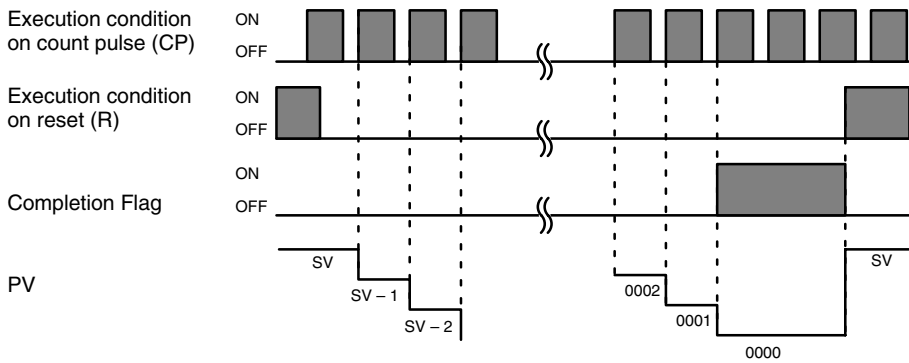 Execution condition
on count pulse (CP)
ON
OFF
Execution condition
on reset (R)
ON
OFF
Completion Flag
ON
OFF
PV
SV
SV – 1
SV – 2
0002
0001
0000
SV